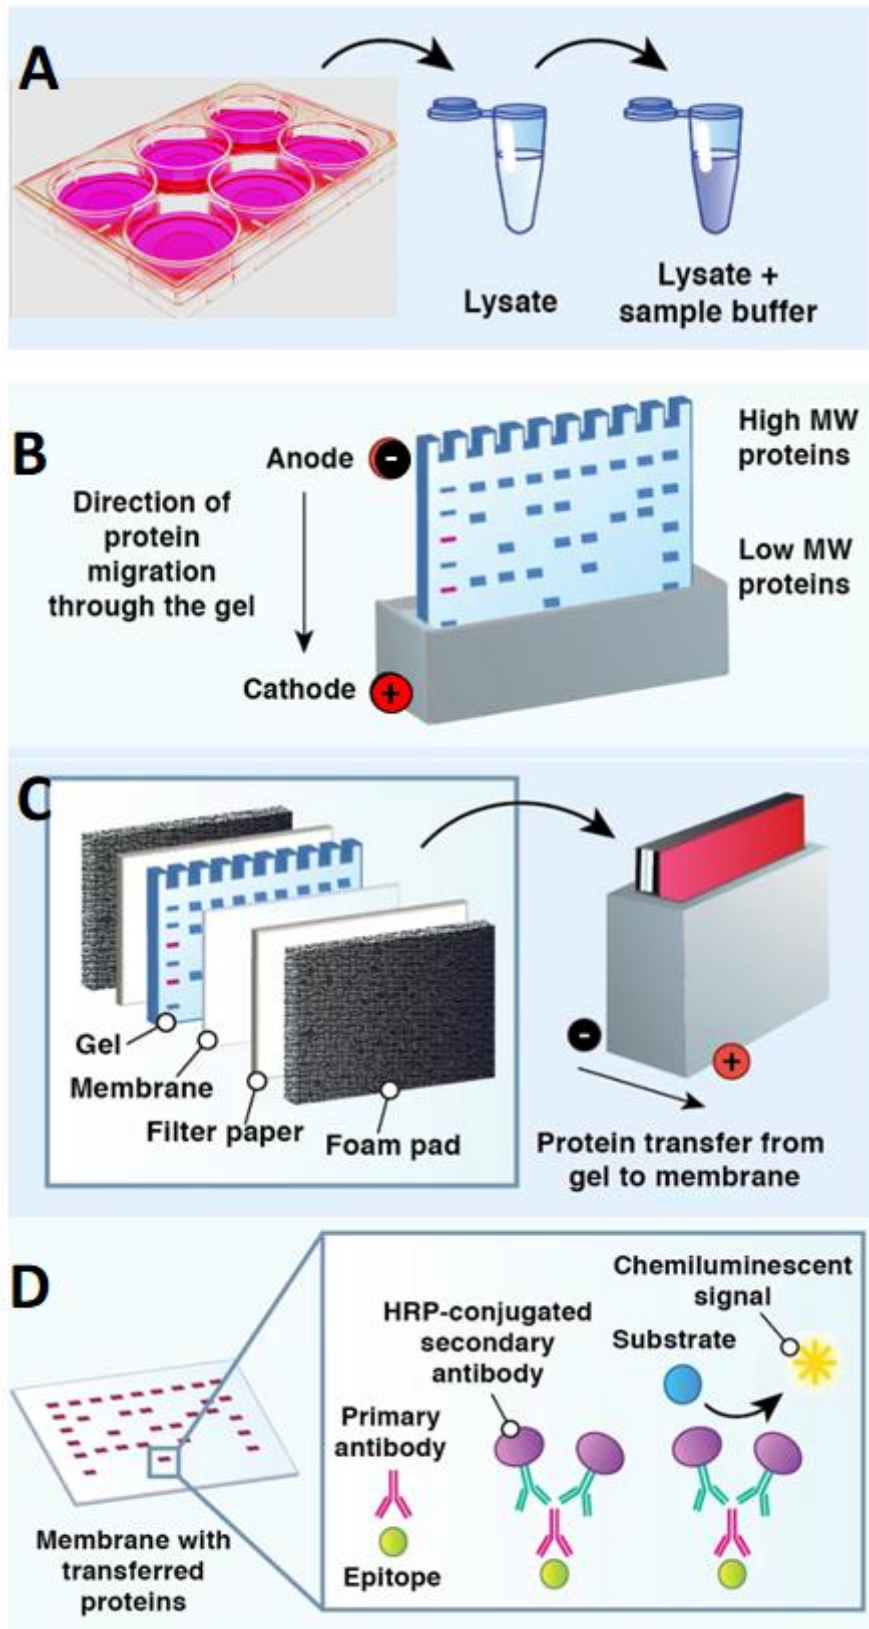 A
Lysate
Lysate +
sample buffer
B
Anode
-
Direction of
protein
migration
through the gel
Cathode
+
High MW
proteins
Low MW
proteins
C
Gel
Membrane
Filter paper
Foam pad
-
+
Protein transfer from
gel to membrane
D
Membrane with
transferred
proteins
Primary
antibody
Epitope
HRP-conjugated
secondary
antibody
Substrate
Chemiluminescent
signal